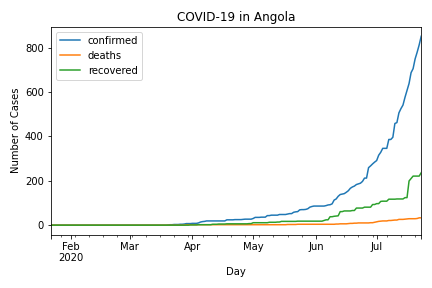 COVID-19 in Angola
confirmed
deaths
recovered
Number of Cases
800
600
400
200
0
Feb Mar Apr May Jun Jul
2020
Day